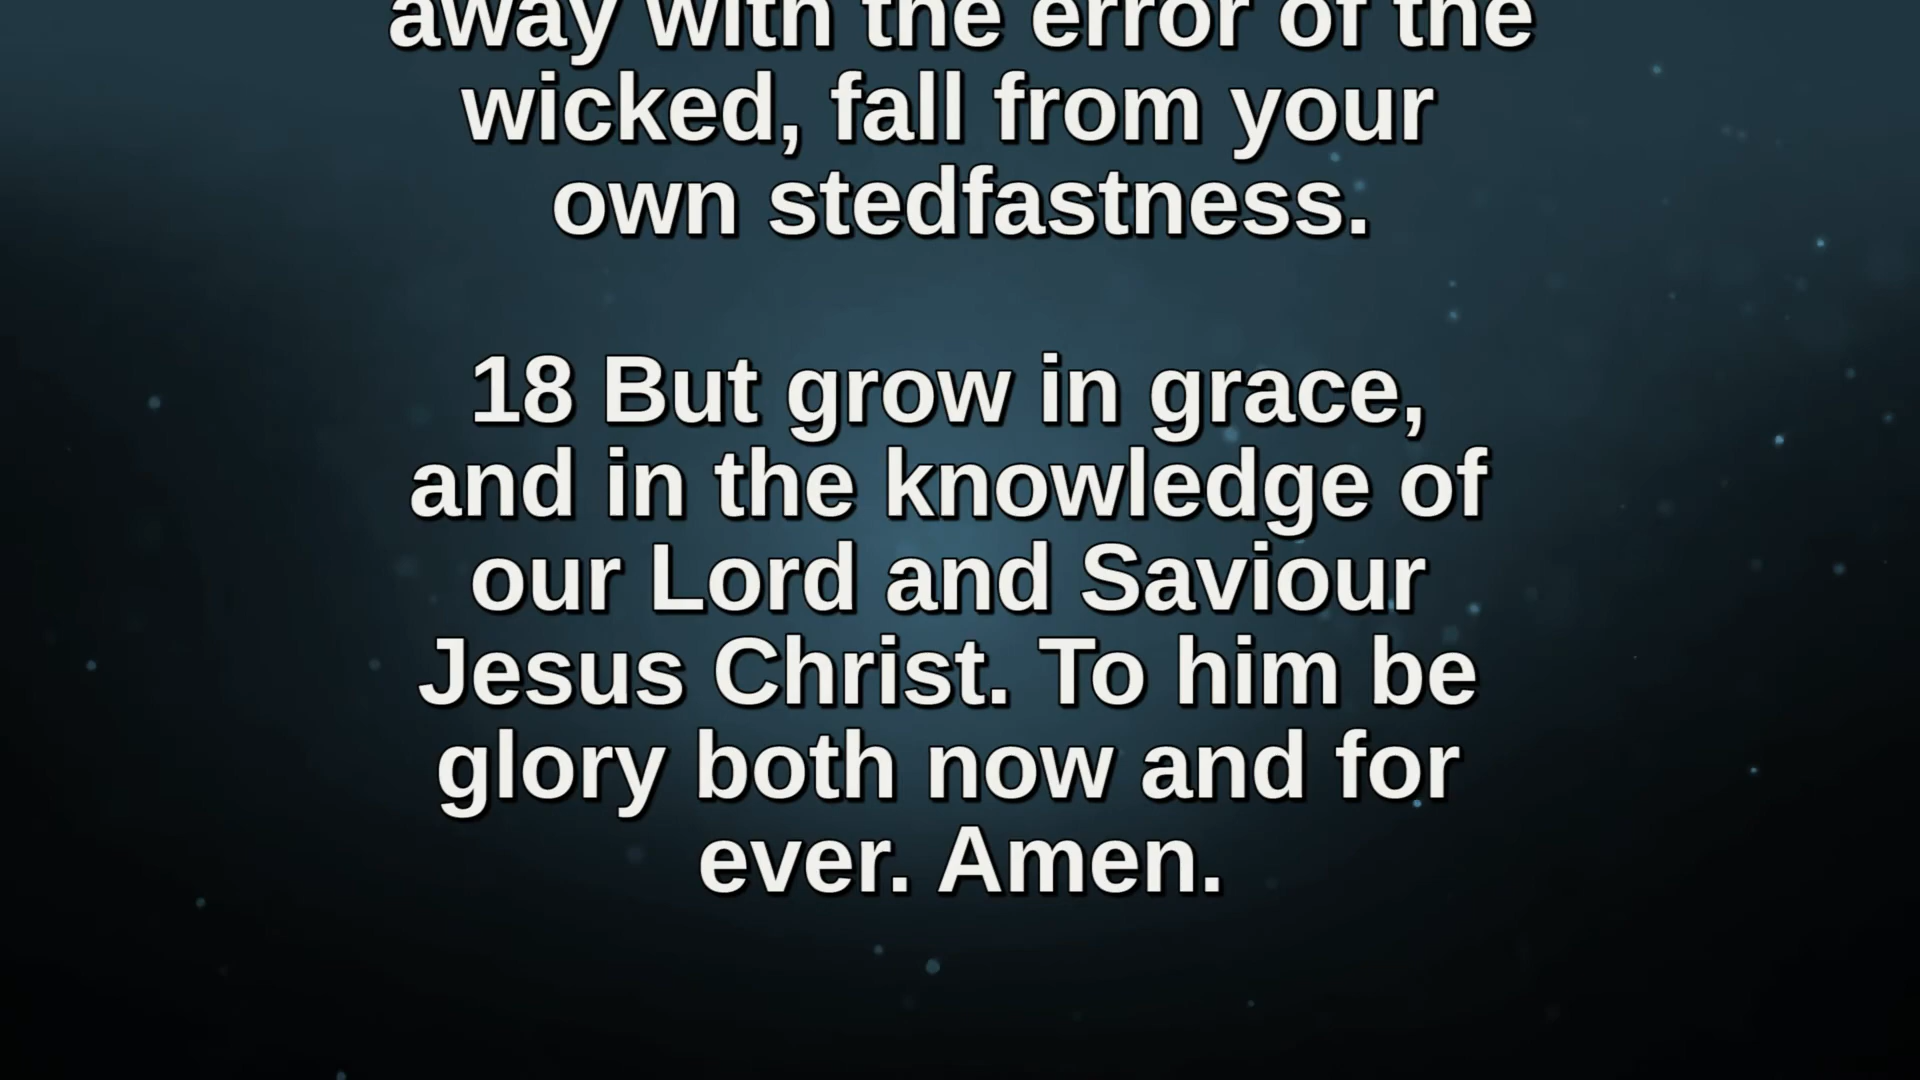 away with the error of the
wicked, fall from your
own stedfastness.
18 But grow in grace,
and in the knowledge of
our Lord and Saviour
Jesus Christ. To him be
glory both now and for
ever. Amen.